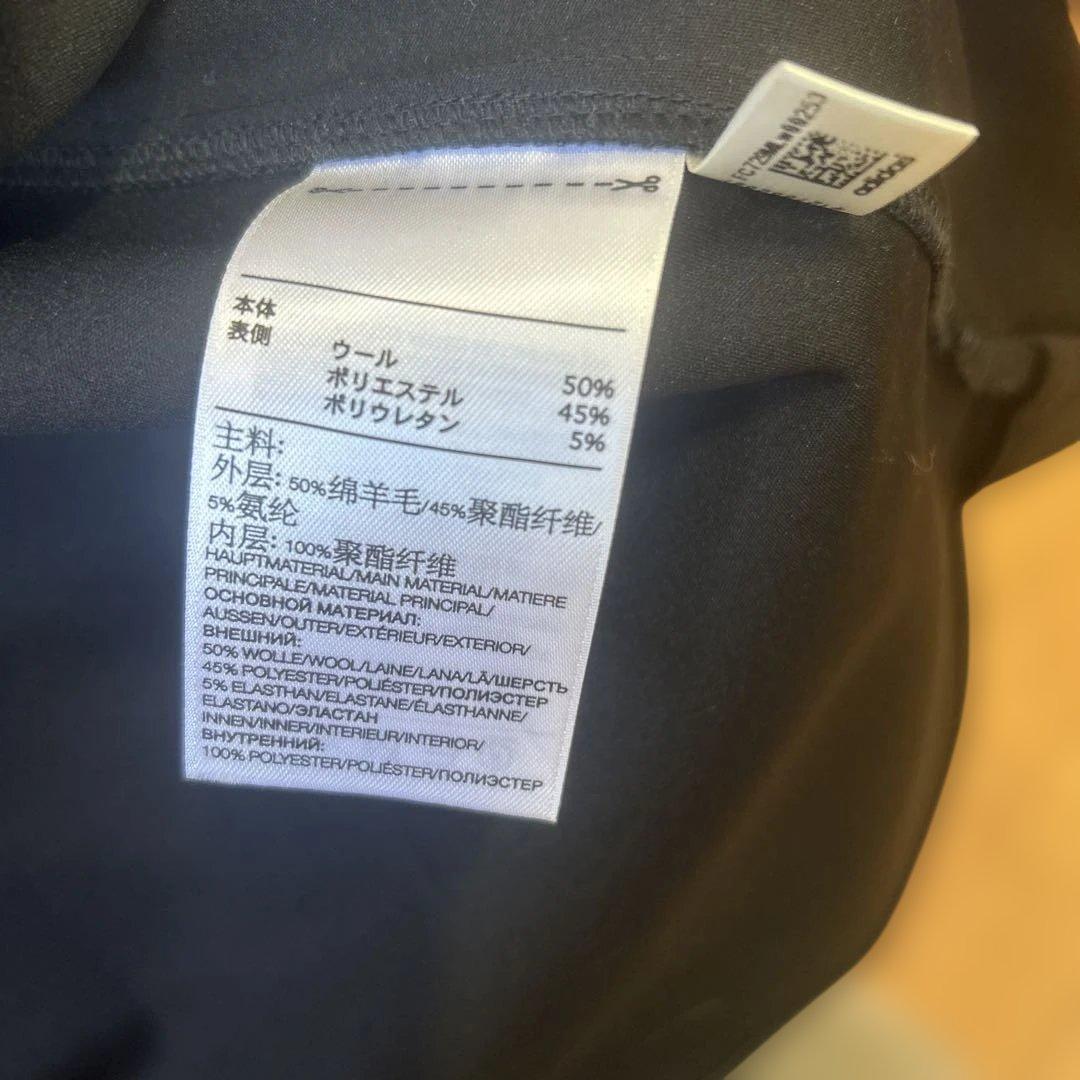 adidas
本体
表側
ウール 50%
ポリエステル 45%
ポリウレタン 5%
主料:
外层: 50%绵羊毛/45%聚酯纤维/
5%氨纶
内层: 100%聚酯纤维
HAUPTMATERIAL/MAIN MATERIAL/MATIERE
PRINCIPALE/MATERIAL PRINCIPAL/
ОСНОВНОЙ МАТЕРИАЛ:
AUSSEN/OUTER/EXTÉRIEUR/EXTERIOR/
ВНЕШНИЙ:
50% WOLLE/WOOL/LAINE/LANA/LÃ/ШЕРСТЬ
45% POLYESTER/POLIÉSTER/ПОЛИЭСТЕР
5% ELASTHAN/ELASTANE/ÉLASTHANNE/
ELASTANO/ЭЛАСТАН
INNEN/INNER/INTERIEUR/INTERIOR/
ВНУТРЕННИЙ:
100% POLYESTER/POLIÉSTER/ПОЛИЭСТЕР